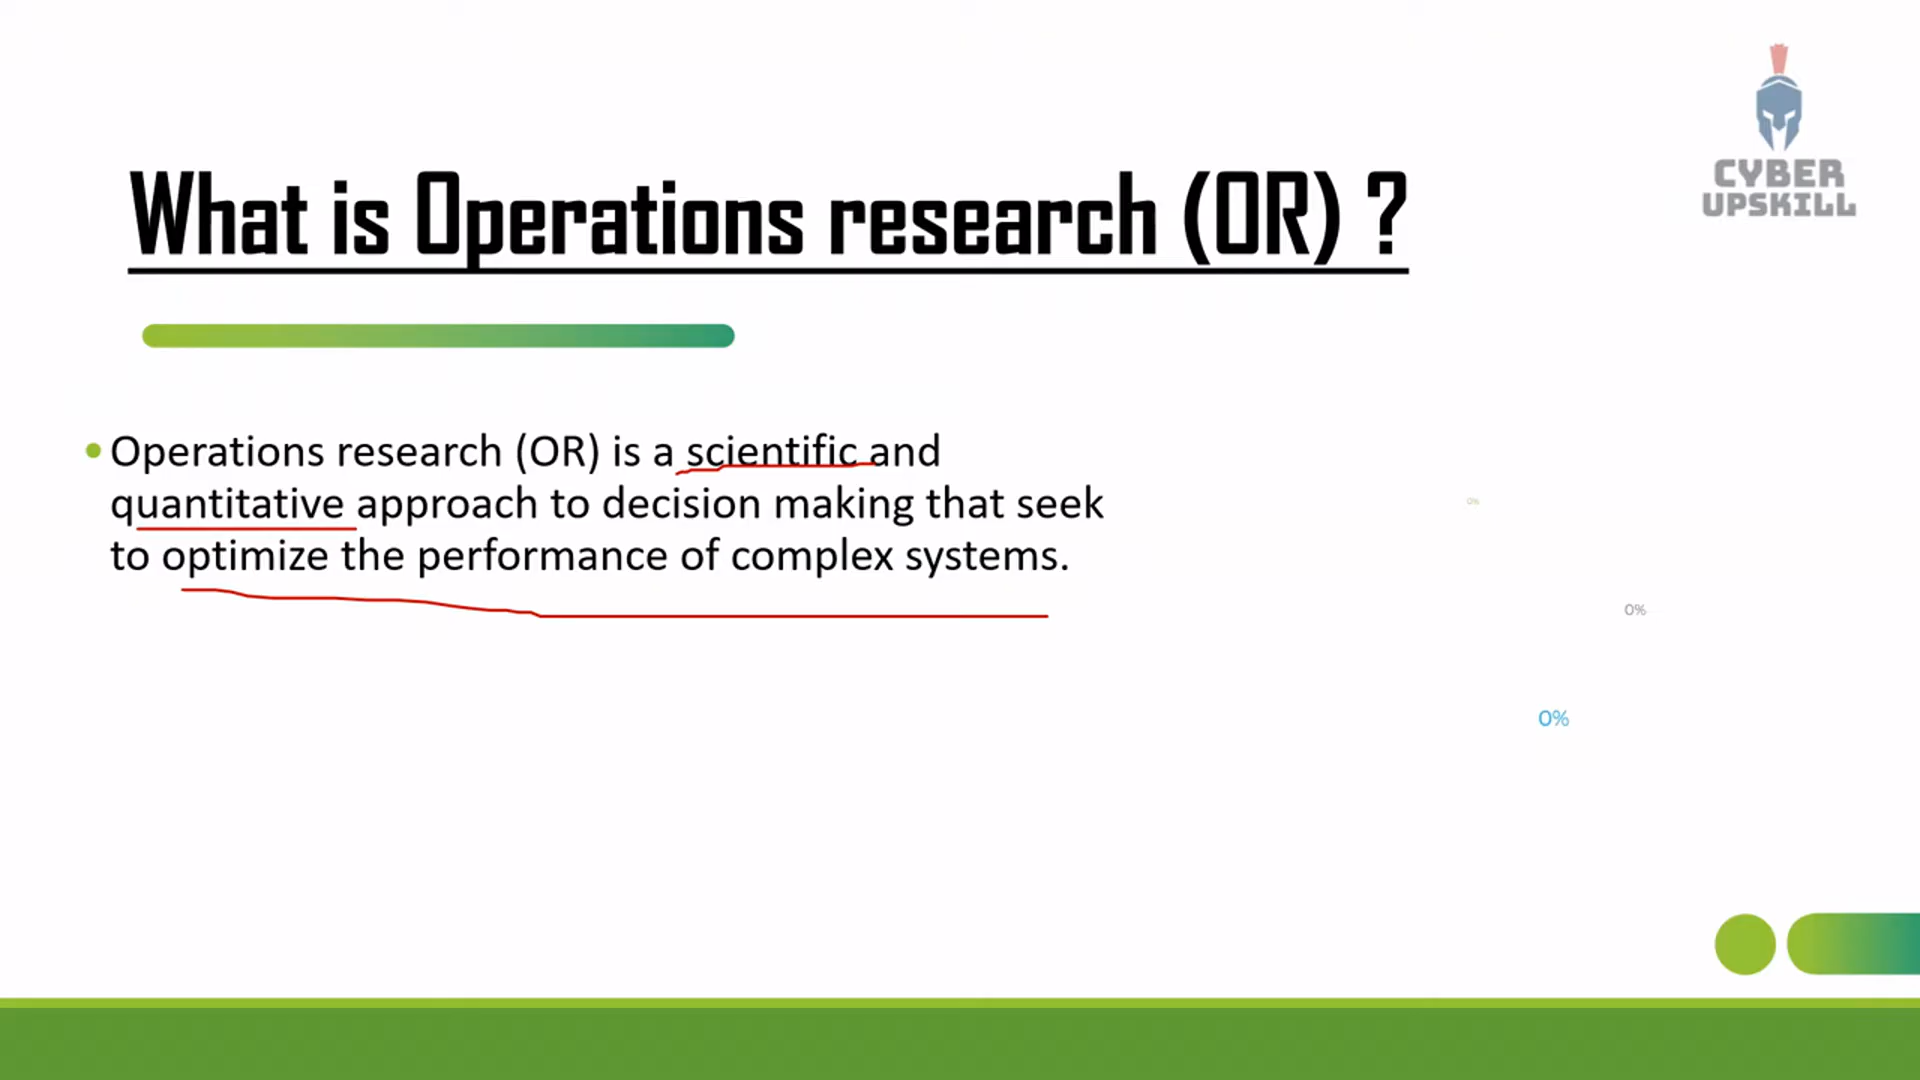 CYBER
UPSKILL
What is Operations research (OR) ?
Operations research (OR) is a scientific and
quantitative approach to decision making that seek
to optimize the performance of complex systems.
0%
0%
0%